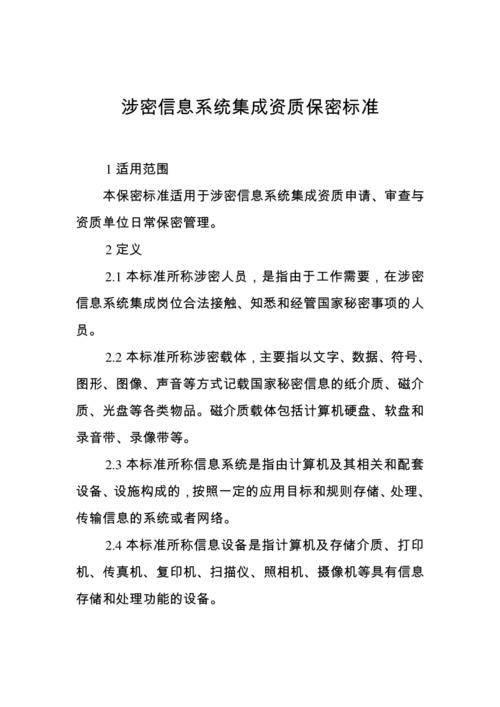 涉密信息系统集成资质保密标准
1 适用范围
本保密标准适用于涉密信息系统集成资质申请、审查与
资质单位日常保密管理。
2 定义
2.1 本标准所称涉密人员，是指由于工作需要，在涉密
信息系统集成岗位合法接触、知悉和经管国家秘密事项的人
员。
2.2 本标准所称涉密载体，主要指以文字、数据、符号、
图形、图像、声音等方式记载国家秘密信息的纸介质、磁介
质、光盘等各类物品。磁介质载体包括计算机硬盘、软盘和
录音带、录像带等。
2.3 本标准所称信息系统是指由计算机及其相关和配套
设备、设施构成的，按照一定的应用目标和规则存储、处理、
传输信息的系统或者网络。
2.4 本标准所称信息设备是指计算机及存储介质、打印
机、传真机、复印机、扫描仪、照相机、摄像机等具有信息
存储和处理功能的设备。